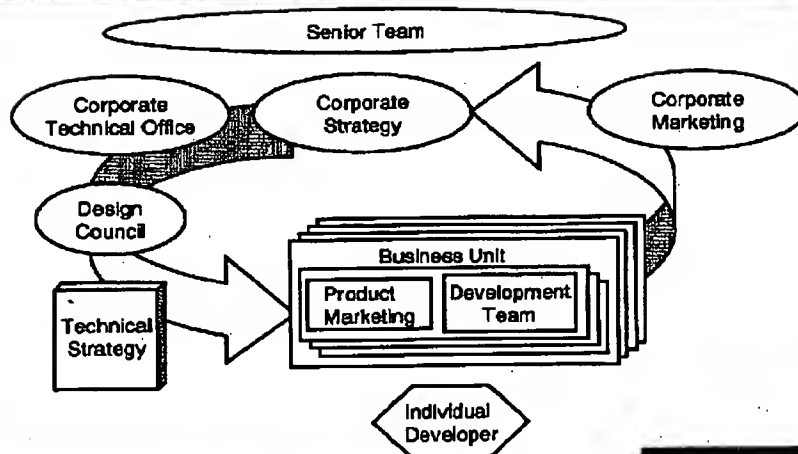 Senior Team
Corporate
Technical Office
Corporate
Strategy
Corporate
Marketing
Design
Council
Business Unit
Product
Marketing
Development
Team
Technical
Strategy
Individual
Developer